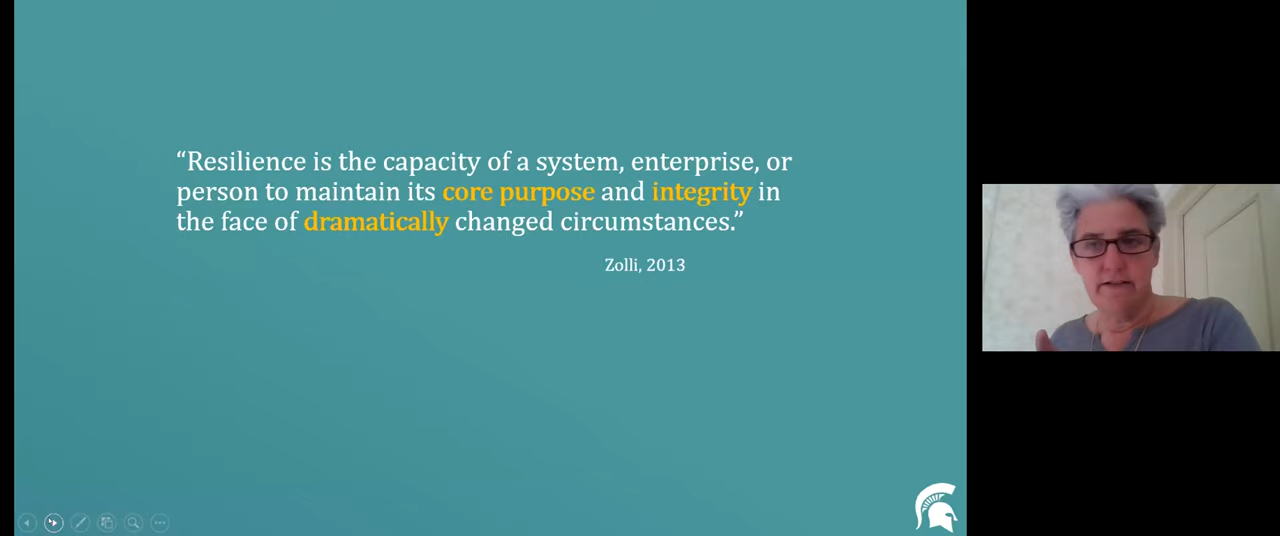 “Resilience is the capacity of a system, enterprise, or
person to maintain its core purpose and integrity in
the face of dramatically changed circumstances.”
Zolli, 2013